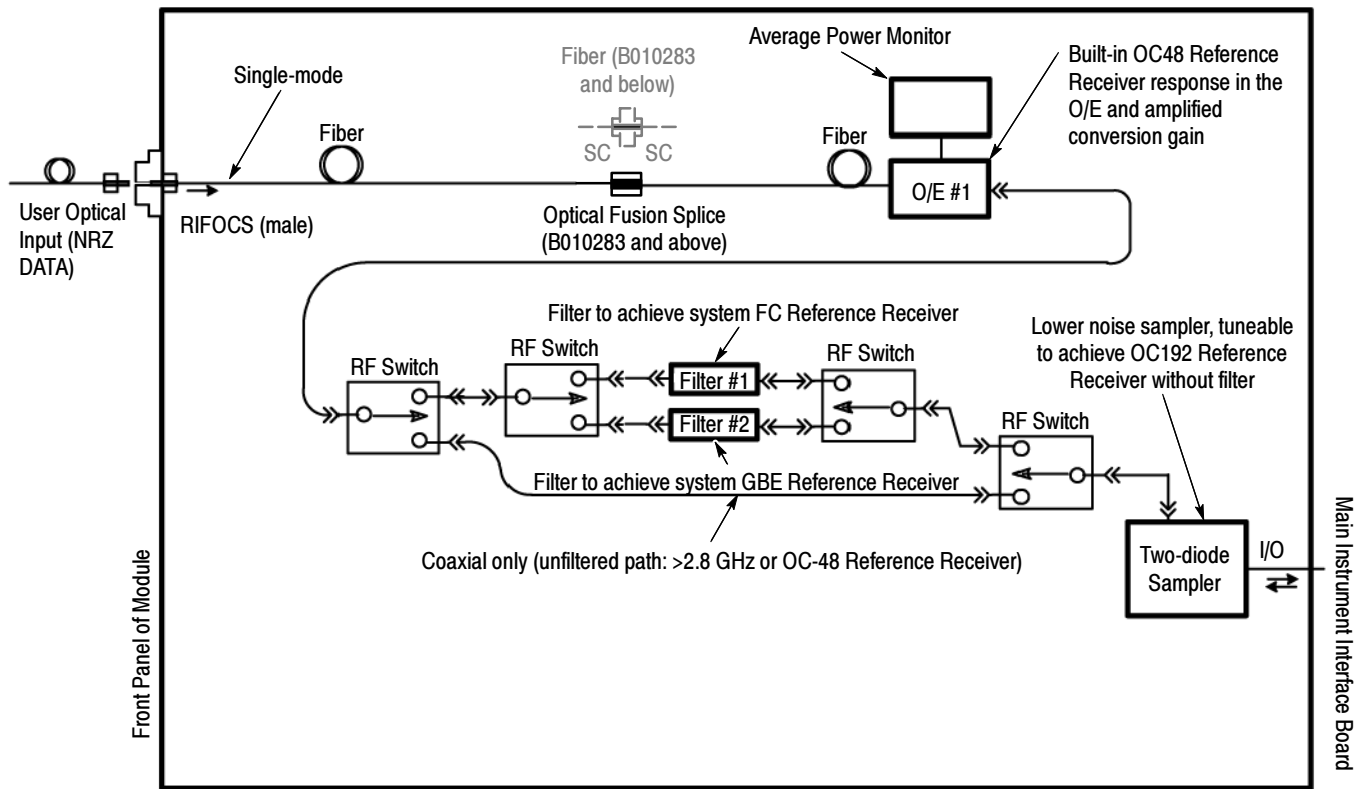 Average Power Monitor
Fiber (B010283
and below)
Built-in OC48 Reference
Receiver response in the
O/E and amplified
conversion gain
Single-mode
Fiber
SC SC
Fiber
O/E #1
User Optical
Input (NRZ
DATA)
RIFOCS (male)
Optical Fusion Splice
(B010283 and above)
Filter to achieve system FC Reference Receiver
Lower noise sampler, tuneable
to achieve OC192 Reference
Receiver without filter
RF Switch
RF Switch
Filter #1
RF Switch
Filter #2
RF Switch
Filter to achieve system GBE Reference Receiver
Coaxial only (unfiltered path: >2.8 GHz or OC-48 Reference Receiver)
Two-diode
Sampler
I/O
Front Panel of Module
Main Instrument Interface Board